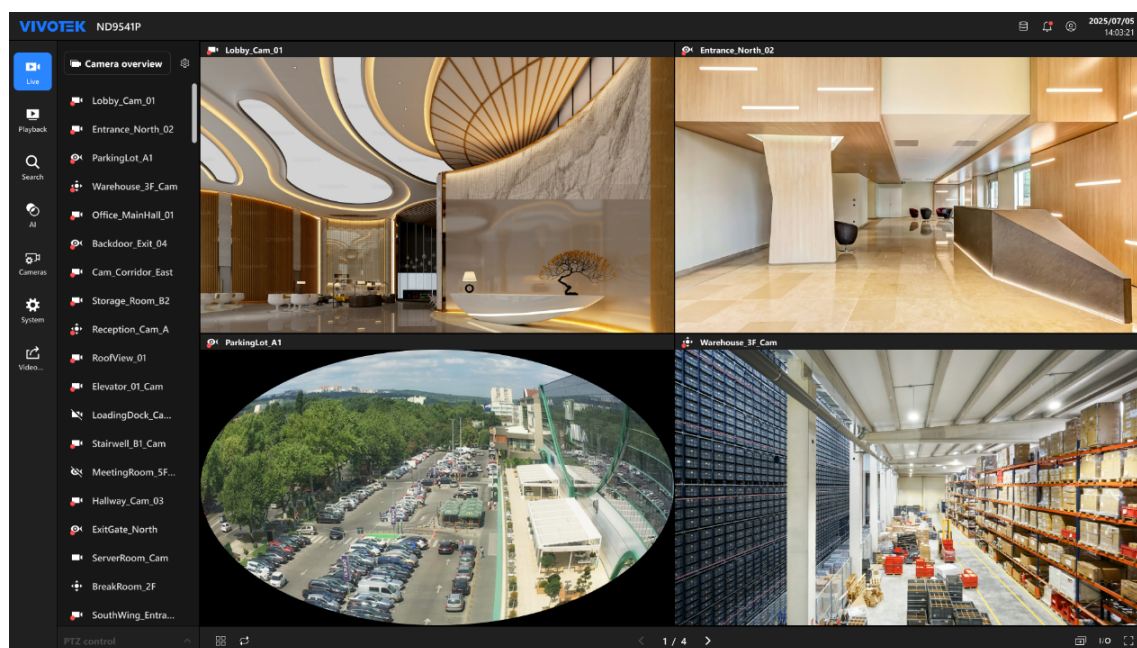 VIVOTEK ND9541P
2025/07/05
14:03:21
Live
Playback
Search
AI
Cameras
System
Video...
Camera overview
Lobby_Cam_01
Entrance_North_02
ParkingLot_A1
Warehouse_3F_Cam
Office_MainHall_01
Backdoor_Exit_04
Cam_Corridor_East
Storage_Room_B2
Reception_Cam_A
RoofView_01
Elevator_01_Cam
LoadingDock_Ca...
Stairwell_B1_Cam
MeetingRoom_5F...
Hallway_Cam_03
ExitGate_North
ServerRoom_Cam
BreakRoom_2F
SouthWing_Entra...
PTZ control
Lobby_Cam_01
Entrance_North_02
ParkingLot_A1
Warehouse_3F_Cam
1 / 4
I/O